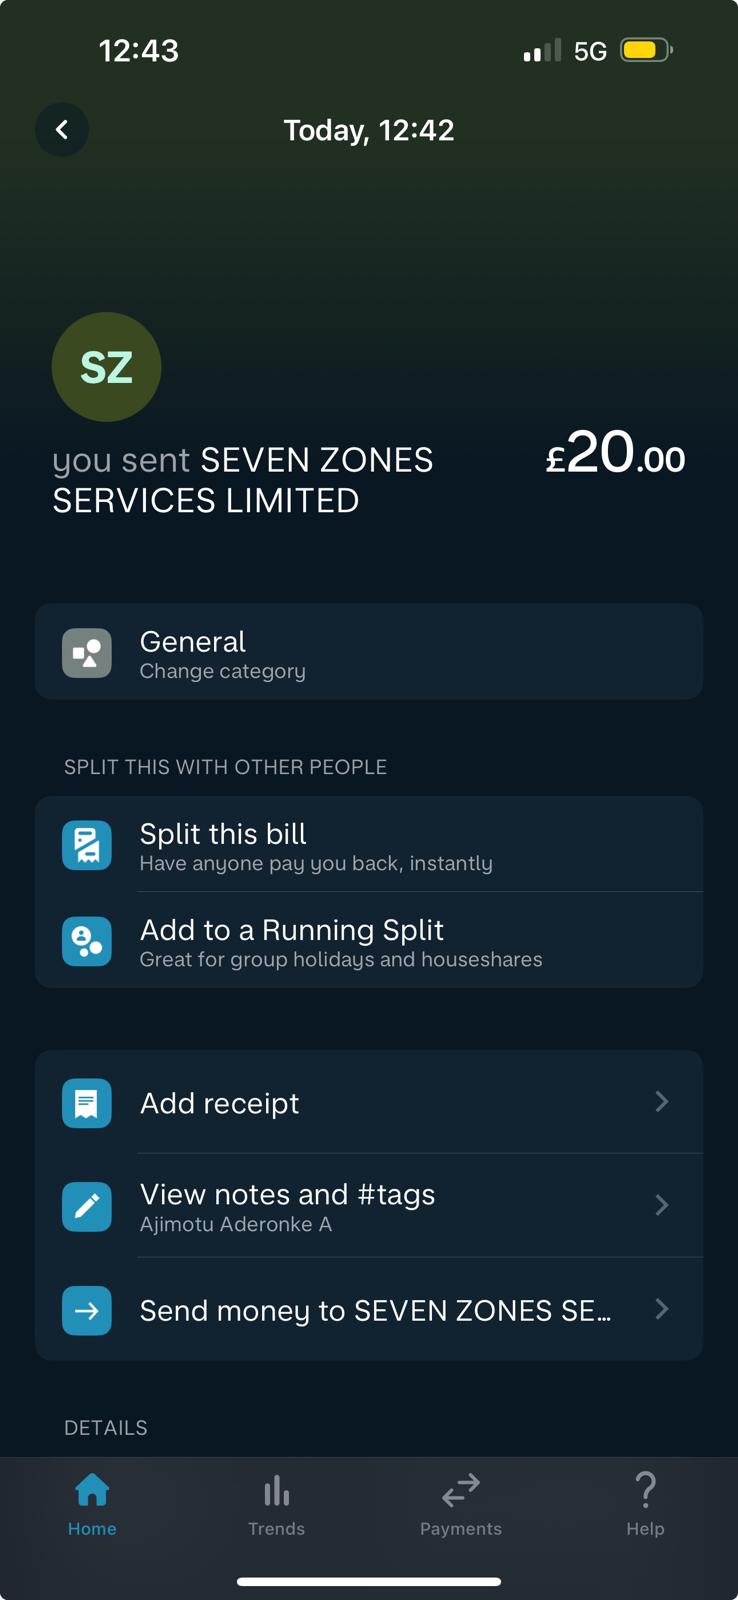 12:43
5G
Today, 12:42
SZ
you sent SEVEN ZONES
SERVICES LIMITED
£20.00
General
Change category
SPLIT THIS WITH OTHER PEOPLE
Split this bill
Have anyone pay you back, instantly
Add to a Running Split
Great for group holidays and houseshares
Add receipt
View notes and #tags
Ajimotu Aderonke A
Send money to SEVEN ZONES SE...
DETAILS
Home
Trends
Payments
Help